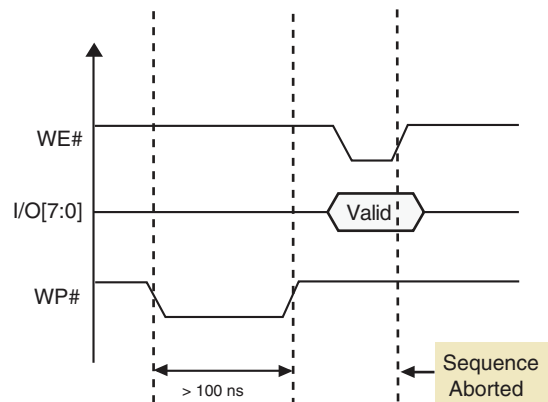 WE#
I/O[7:0]
Valid
WP#
> 100 ns
Sequence
Aborted